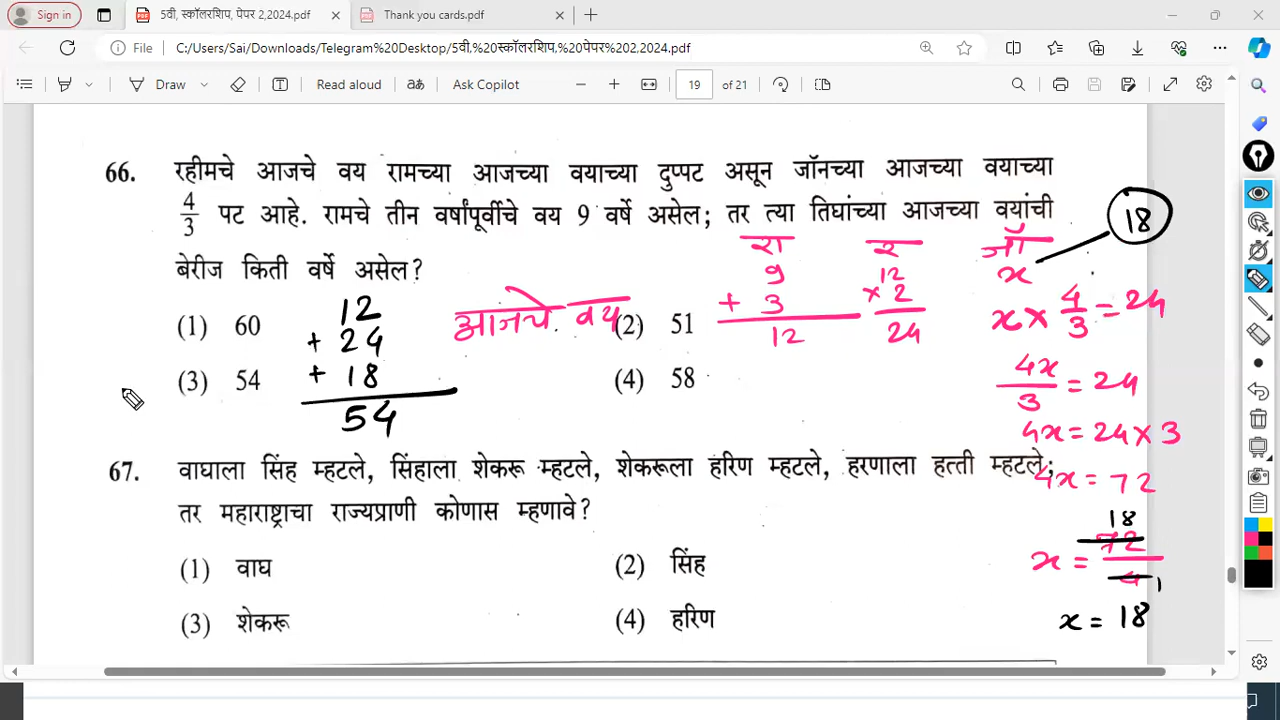 Sign in
5वी, स्कॉलरशिप, पेपर 2,2024.pdf
Thank you cards.pdf
File
C:/Users/Sai/Downloads/Telegram%20Desktop/5वी,%20स्कॉलरशिप,%20पेपर%202,2024.pdf
Draw
Read aloud
aあ
Ask Copilot
19
of 21
66. रहीमचे आजचे वय रामच्या आजच्या वयाच्या दुप्पट असून जॉनच्या आजच्या वयाच्या
4/3 पट आहे. रामचे तीन वर्षांपूर्वीचे वय 9 वर्षे असेल; तर त्या तिघांच्या आजच्या वयांची
बेरीज किती वर्षे असेल?
(1) 60
(2) 51
(3) 54
(4) 58
12
+ 24
+ 18
54
आजचे वय
रा
9
+ 3
12
र
12
× 2
24
जॉ
x
18
x × 4/3 = 24
4x/3 = 24
4x = 24 × 3
4x = 72
18
x = 72/4
1
x = 18
67. वाघाला सिंह म्हटले, सिंहाला शेकरू म्हटले, शेकरूला हरिण म्हटले, हरणाला हत्ती म्हटले;
तर महाराष्ट्राचा राज्यप्राणी कोणास म्हणावे?
(1) वाघ
(2) सिंह
(3) शेकरू
(4) हरिण